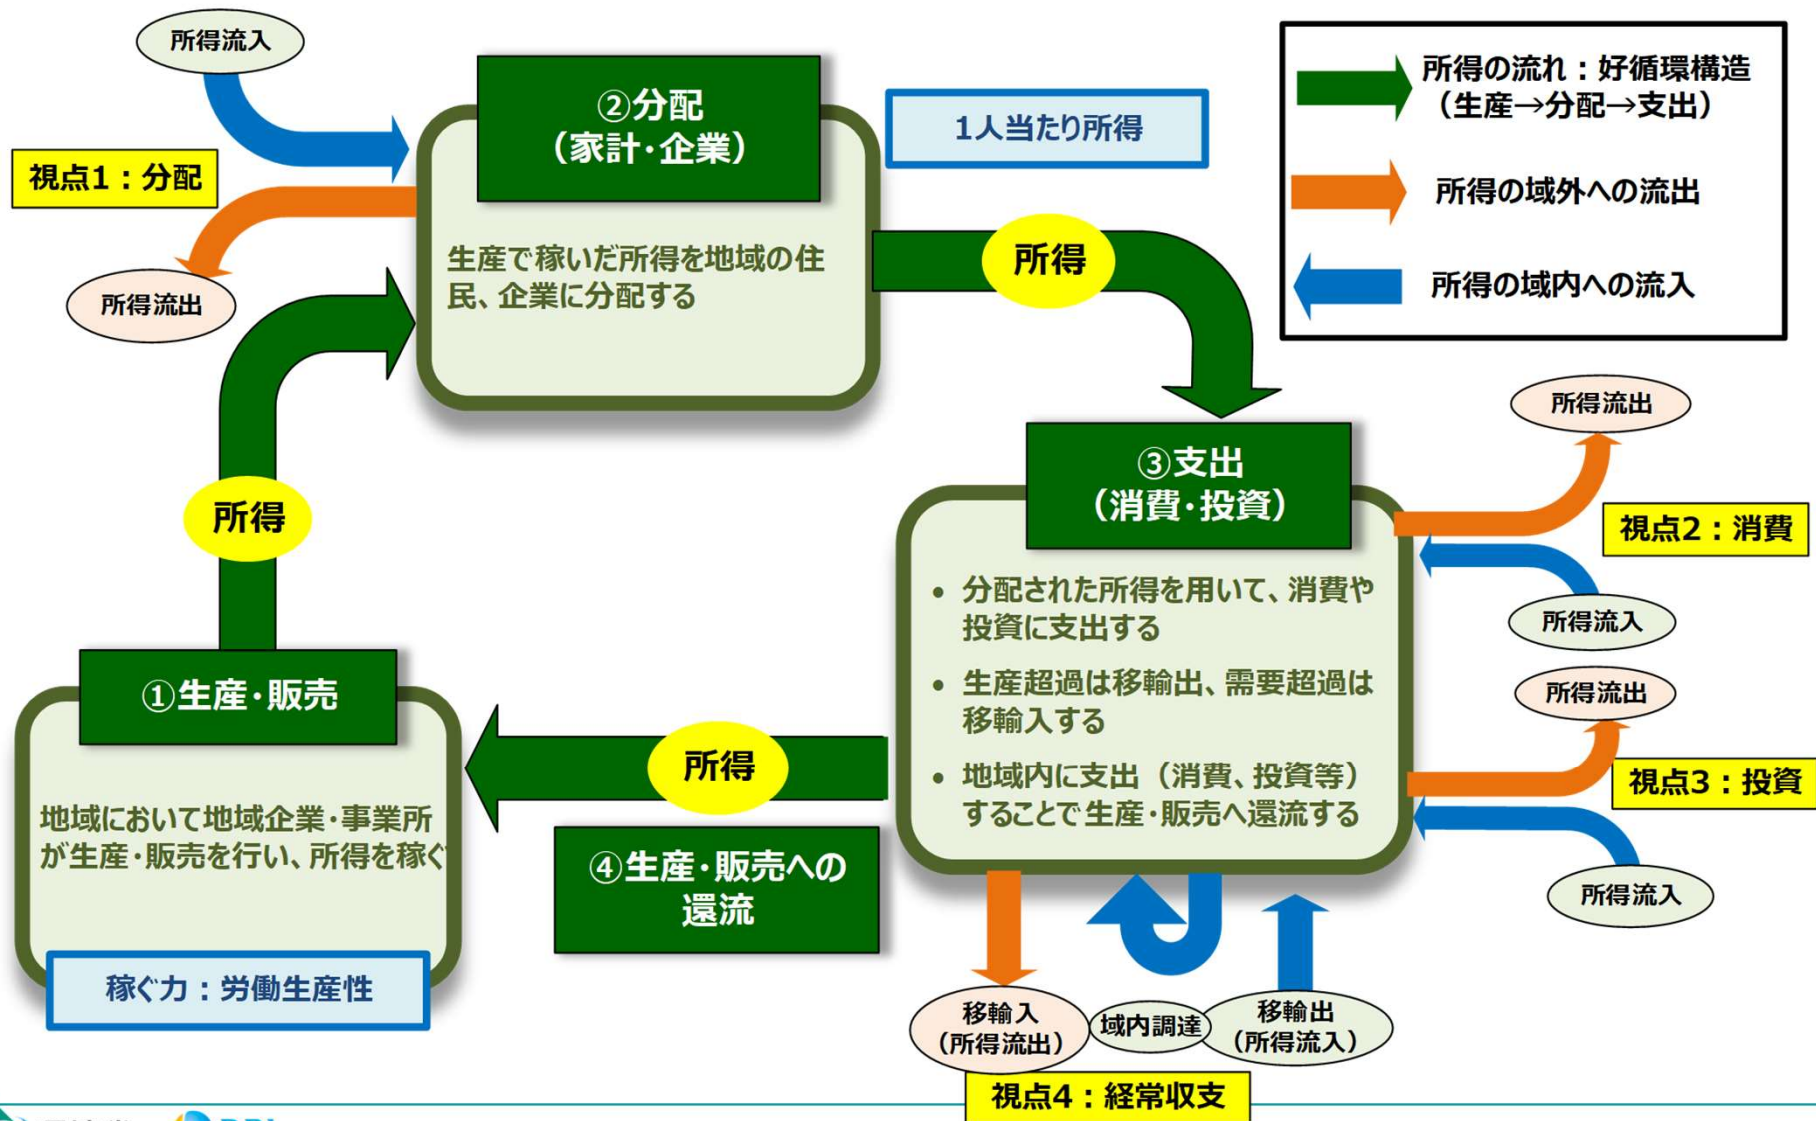 所得流入
②分配
（家計・企業）
1人当たり所得
視点1：分配
生産で稼いだ所得を地域の住
民、企業に分配する
所得流出
所得
所得の流れ：好循環構造
（生産→分配→支出）
所得の域外への流出
所得の域内への流入
所得
③支出
（消費・投資）
所得流出
視点2：消費
所得流入
• 分配された所得を用いて、消費や
投資に支出する
• 生産超過は移輸出、需要超過は
移輸入する
• 地域内に支出（消費、投資等）
することで生産・販売へ還流する
所得流出
視点3：投資
所得流入
①生産・販売
地域において地域企業・事業所
が生産・販売を行い、所得を稼ぐ
稼ぐ力：労働生産性
所得
④生産・販売への
還流
移輸入
（所得流出）
域内調達
移輸出
（所得流入）
視点4：経常収支